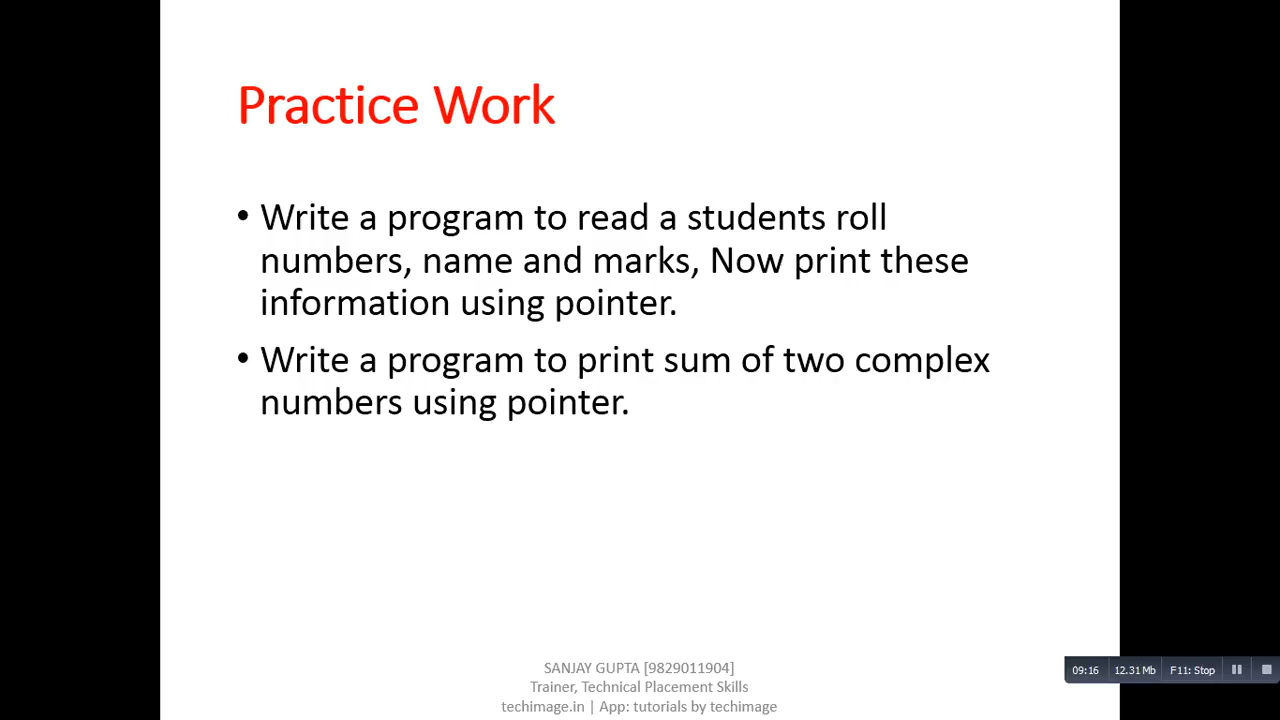 Practice Work
• Write a program to read a students roll
numbers, name and marks, Now print these
information using pointer.
• Write a program to print sum of two complex
numbers using pointer.
SANJAY GUPTA [9829011904]
Trainer, Technical Placement Skills
techimage.in | App: tutorials by techimage
09:16 12.31 Mb F11: Stop